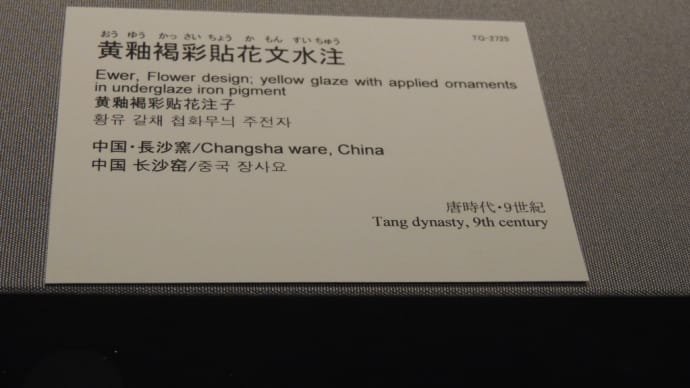 おう ゆう かっ さい ちょう か もん すい ちゅう
TG-2725
黄釉褐彩貼花文水注
Ewer, Flower design; yellow glaze with applied ornaments
in underglaze iron pigment
黄釉褐彩貼花注子
황유 갈채 첩화무늬 주전자
中国・長沙窯/Changsha ware, China
中国 长沙窑/중국 장사요
唐時代・9世紀
Tang dynasty, 9th century